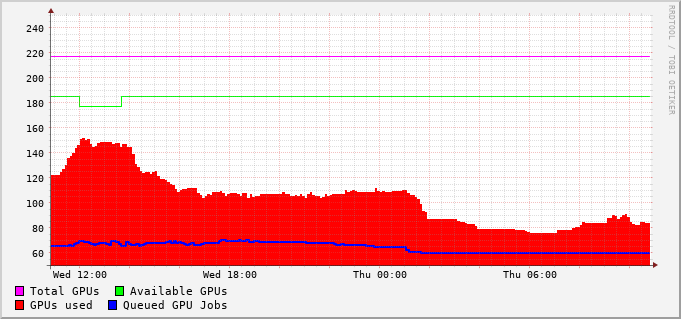 RRDTOOL / TOBI OETIKER
240
220
200
180
160
140
120
100
80
60
Wed 12:00 Wed 18:00 Thu 00:00 Thu 06:00
Total GPUs Available GPUs
GPUs used Queued GPU Jobs